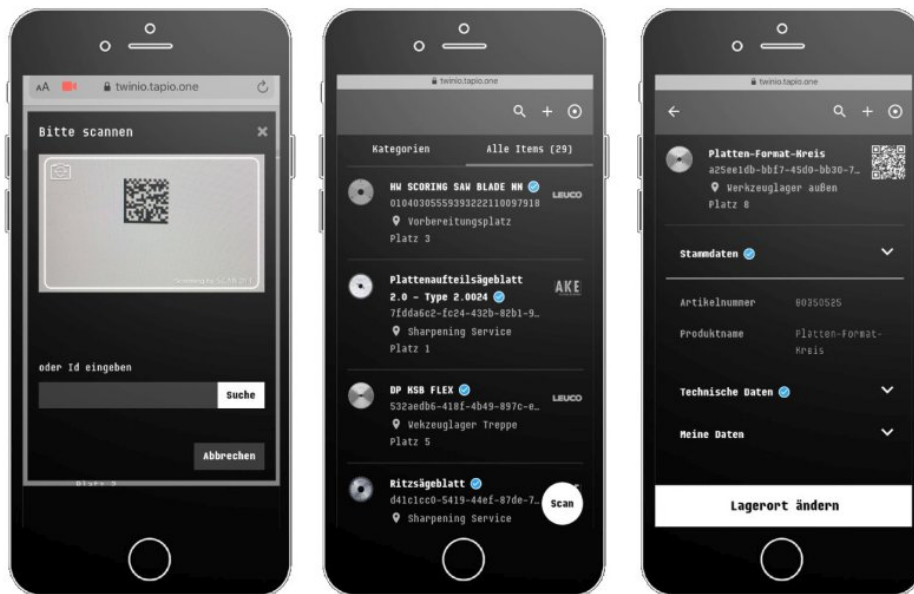 AA
twinio.tapio.one
Bitte scannen
oder Id eingeben
Suche
Abbrechen
twinio.tapio.one
Kategorien
Alle Items (29)
HW SCORING SAW BLADE NN
LEUCO
01040305559393222110097918
Vorbereitungsplatz
Platz 3
Plattenaufteilsägeblatt
2.0 - Type 2.0024
AKE
7fdda6c2-fc24-432b-82b1-9…
Sharpening Service
Platz 1
DP KSB FLEX
LEUCO
532aedb6-418f-4b49-897c-e…
Wekzeuglager Treppe
Platz 5
Ritzsägeblatt
d41c1cc0-5419-44ef-87de-7…
Scan
Sharpening Service
twinio.tapio.one
Platten-Format-Kreis
a25ee1db-bbf7-45d0-bb30-7…
Werkzeuglager außen
Platz 8
Stammdaten
Artikelnummer
80350525
Produktname
Platten-Format-
Kreis
Technische Daten
Meine Daten
Lagerort ändern